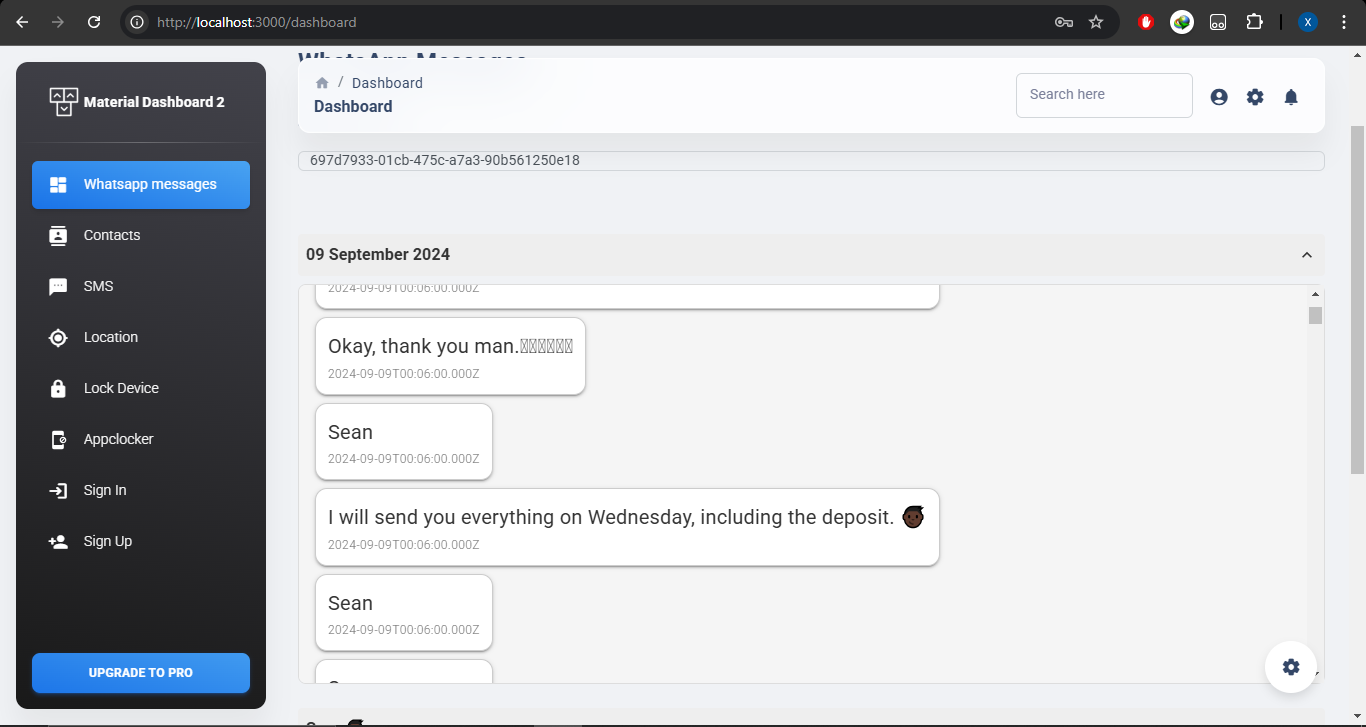 http://localhost:3000/dashboard
X
WhatsApp Messages
Material Dashboard 2
/ Dashboard
Dashboard
Search here
697d7933-01cb-475c-a7a3-90b561250e18
Whatsapp messages
Contacts
SMS
Location
Lock Device
Appclocker
Sign In
Sign Up
UPGRADE TO PRO
09 September 2024
2024-09-09T00:06:00.000Z
Okay, thank you man.
2024-09-09T00:06:00.000Z
Sean
2024-09-09T00:06:00.000Z
I will send you everything on Wednesday, including the deposit.
2024-09-09T00:06:00.000Z
Sean
2024-09-09T00:06:00.000Z